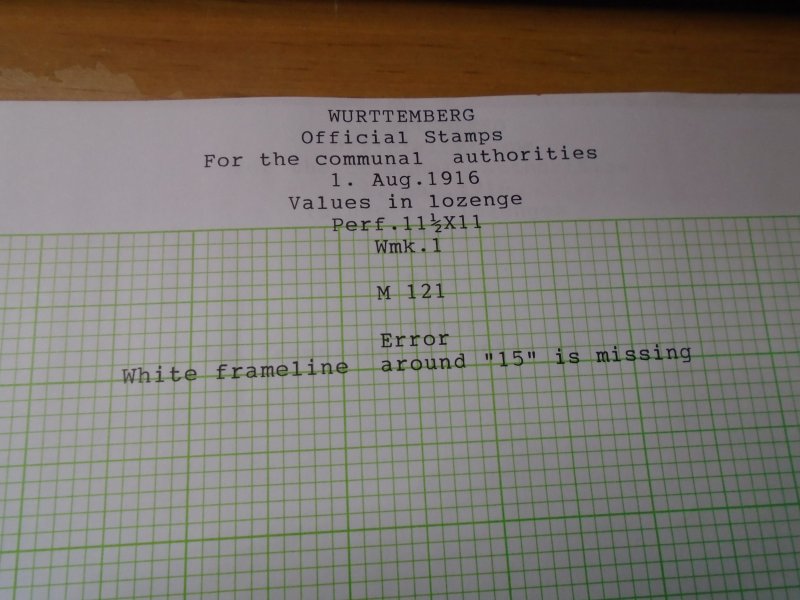 WURTTEMBERG
Official Stamps
For the communal authorities
1. Aug.1916
Values in lozenge
Perf.11½X11
Wmk.1
M 121
Error
White frameline around "15" is missing